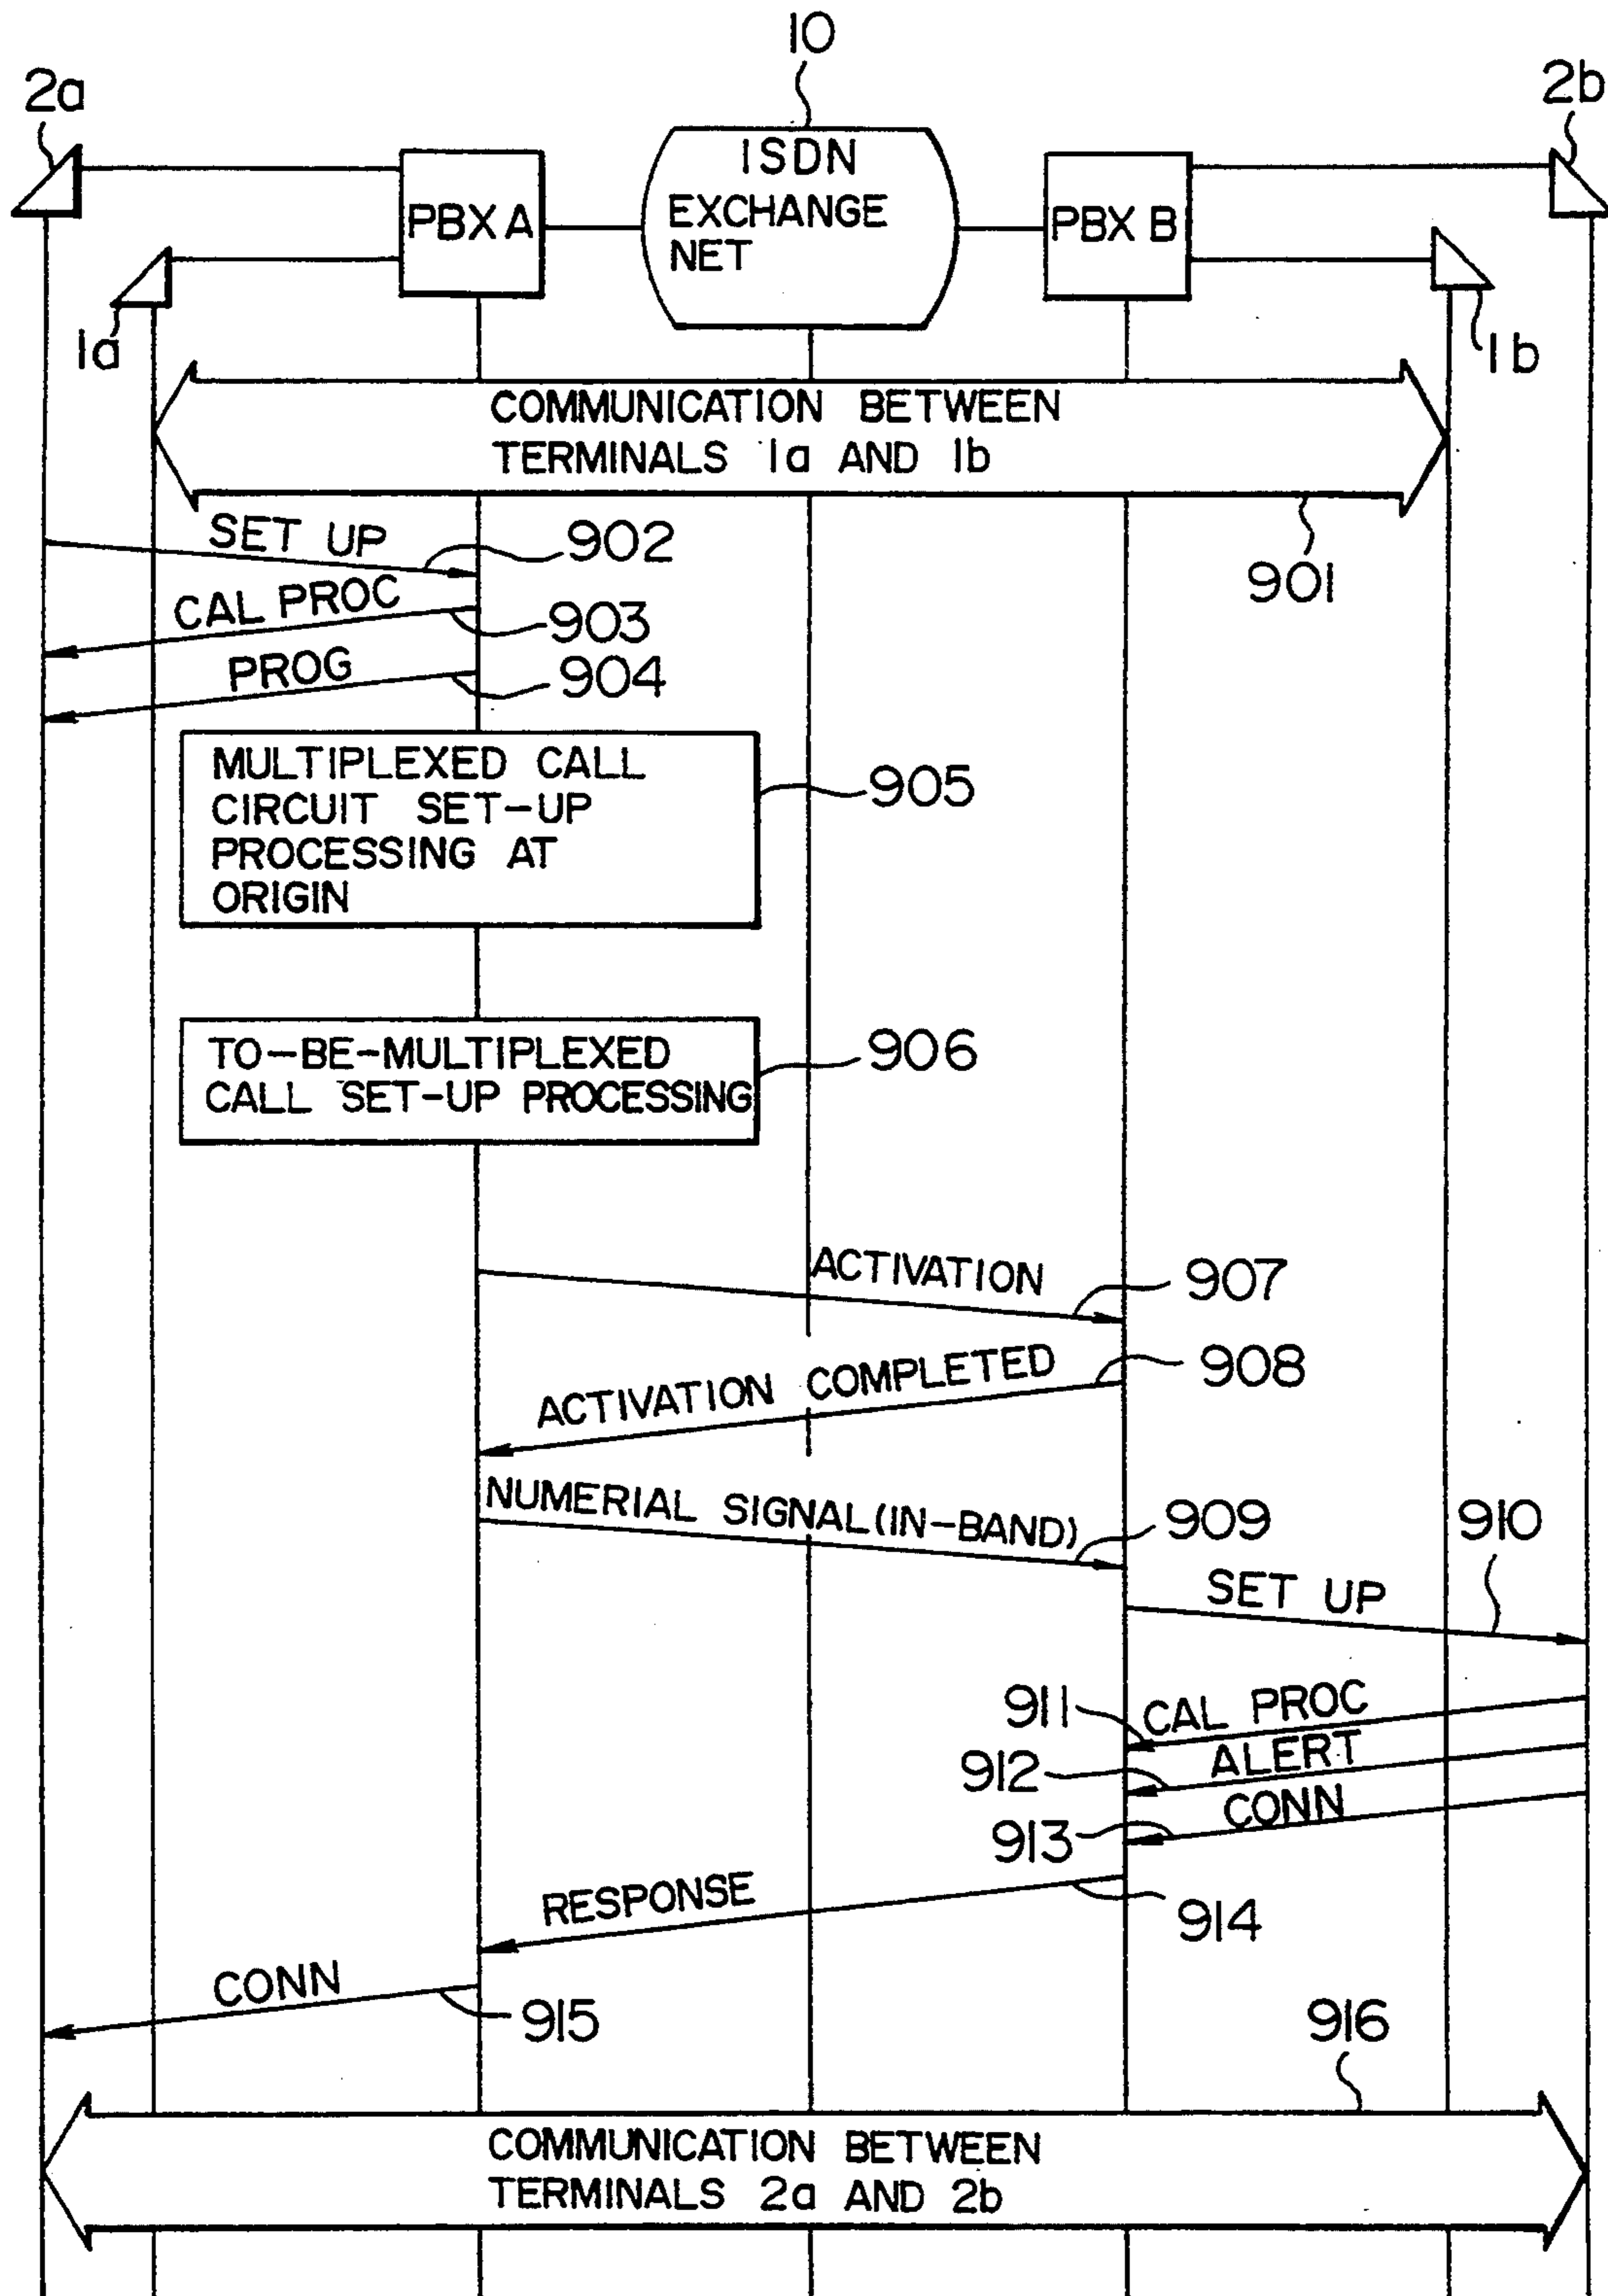 10
2a
2b
ISDN
EXCHANGE
NET
PBX A
PBX B
1a
1b
COMMUNICATION BETWEEN
TERMINALS 1a AND 1b
901
SET UP
902
CAL PROC
903
PROG
904
MULTIPLEXED CALL
CIRCUIT SET-UP
PROCESSING AT
ORIGIN
905
TO-BE-MULTIPLEXED
CALL SET-UP PROCESSING
906
ACTIVATION
907
ACTIVATION COMPLETED
908
NUMERIAL SIGNAL (IN-BAND)
909
910
SET UP
911
CAL PROC
912
ALERT
913
CONN
RESPONSE
914
CONN
915
916
COMMUNICATION BETWEEN
TERMINALS 2a AND 2b